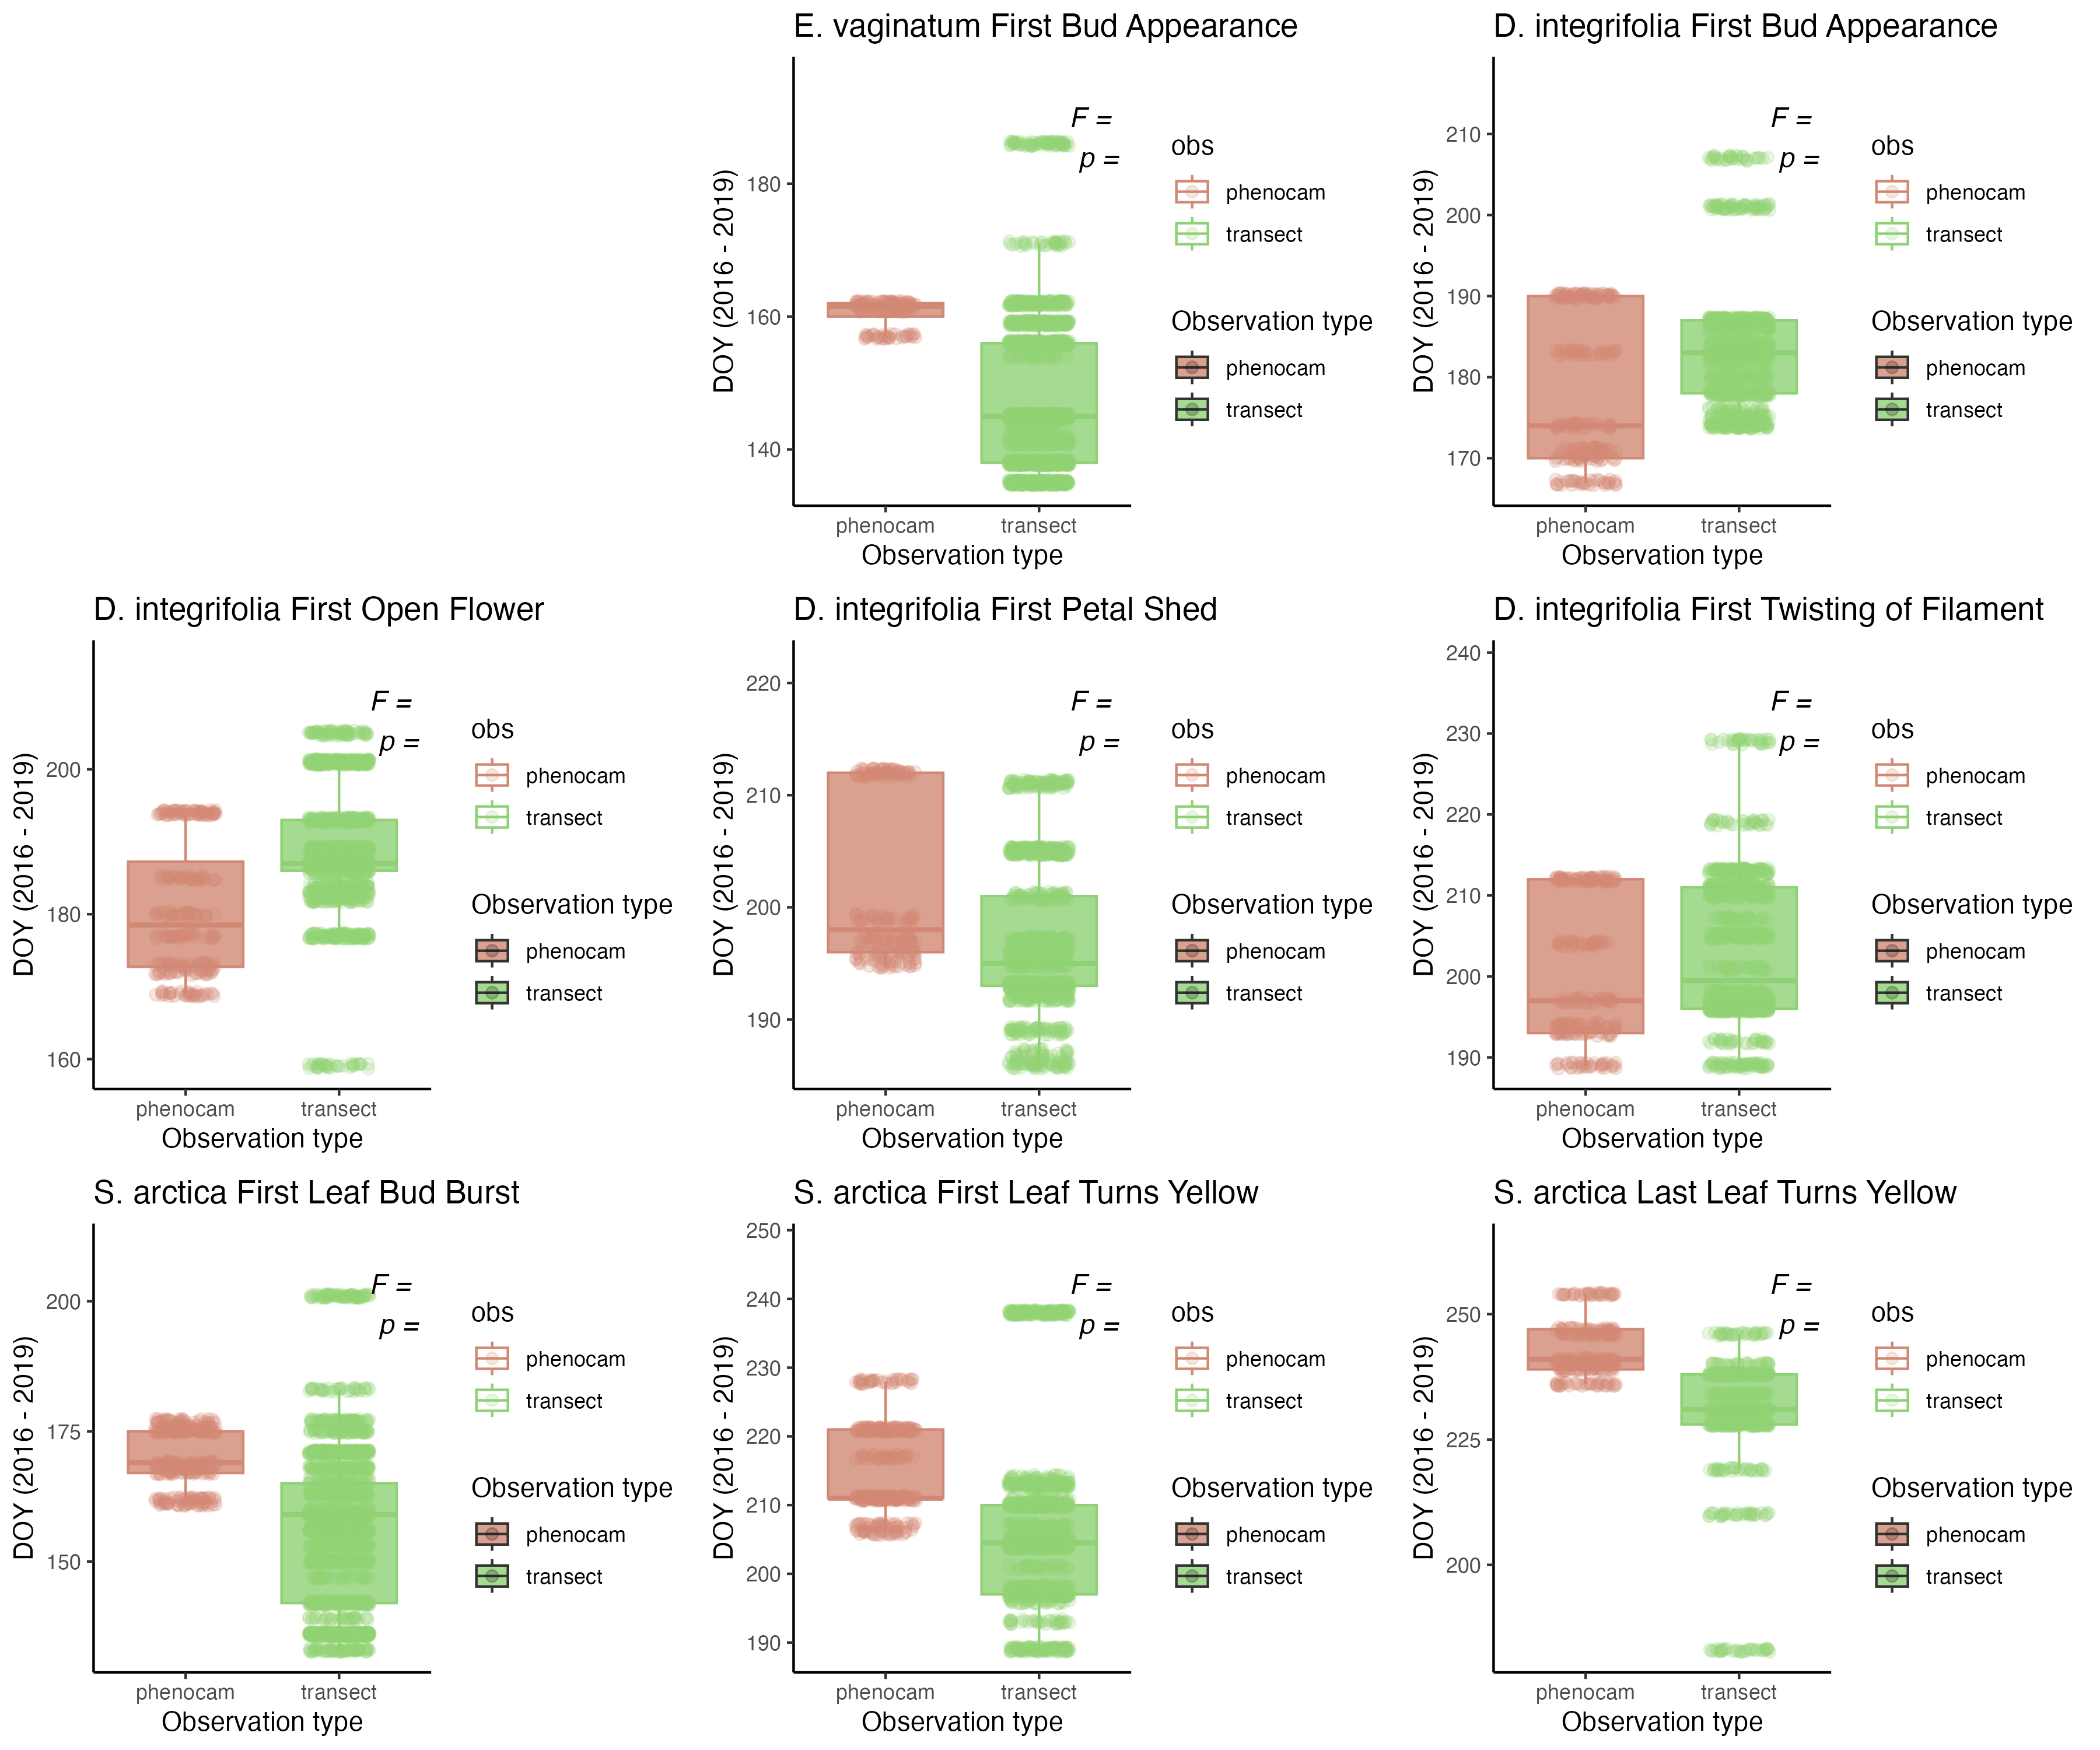 E. vaginatum First Bud Appearance
DOY (2016 - 2019)
180
160
140
F =
p =
phenocam transect
Observation type
obs
phenocam
transect
Observation type
phenocam
transect
D. integrifolia First Bud Appearance
DOY (2016 - 2019)
210
200
190
180
170
F =
p =
phenocam transect
Observation type
obs
phenocam
transect
Observation type
phenocam
transect
D. integrifolia First Open Flower
DOY (2016 - 2019)
200
180
160
F =
p =
phenocam transect
Observation type
obs
phenocam
transect
Observation type
phenocam
transect
D. integrifolia First Petal Shed
DOY (2016 - 2019)
220
210
200
190
F =
p =
phenocam transect
Observation type
obs
phenocam
transect
Observation type
phenocam
transect
D. integrifolia First Twisting of Filament
DOY (2016 - 2019)
240
230
220
210
200
190
F =
p =
phenocam transect
Observation type
obs
phenocam
transect
Observation type
phenocam
transect
S. arctica First Leaf Bud Burst
DOY (2016 - 2019)
200
175
150
F =
p =
phenocam transect
Observation type
obs
phenocam
transect
Observation type
phenocam
transect
S. arctica First Leaf Turns Yellow
DOY (2016 - 2019)
250
240
230
220
210
200
190
F =
p =
phenocam transect
Observation type
obs
phenocam
transect
Observation type
phenocam
transect
S. arctica Last Leaf Turns Yellow
DOY (2016 - 2019)
250
225
200
F =
p =
phenocam transect
Observation type
obs
phenocam
transect
Observation type
phenocam
transect